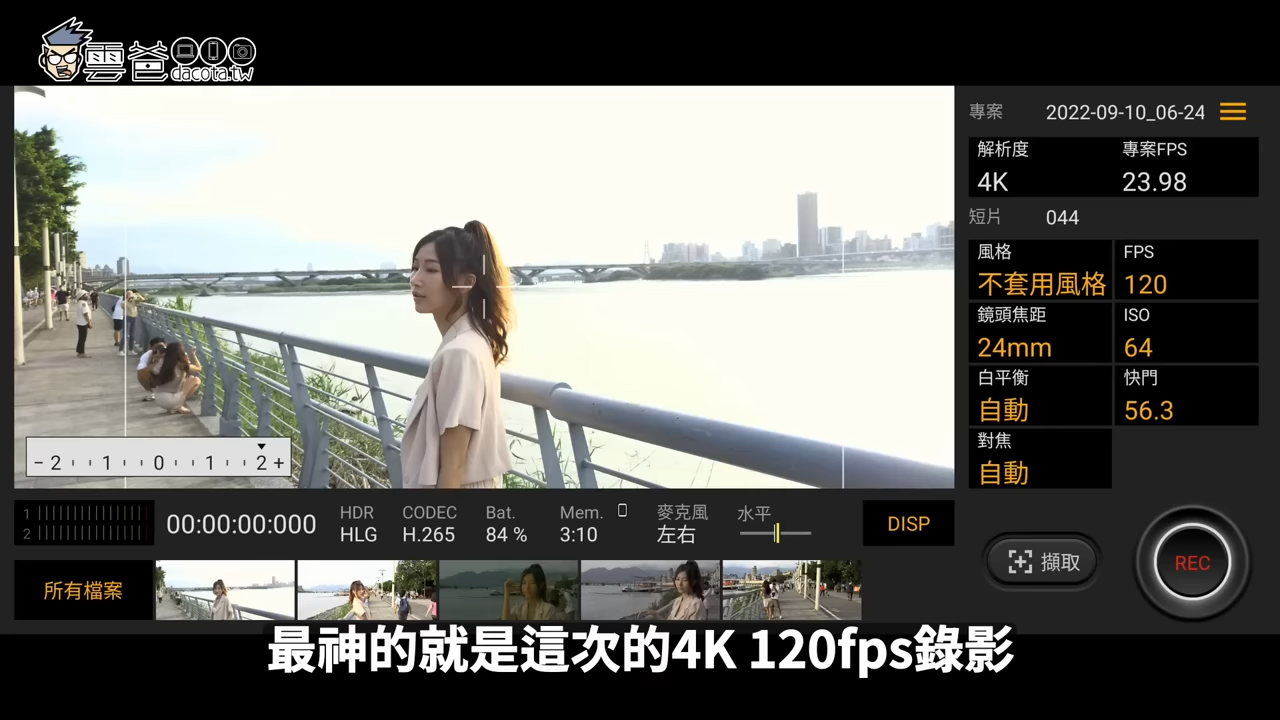 雲爸
dacota.tw
專案 2022-09-10_06-24
解析度 專案FPS
4K 23.98
短片 044
風格 FPS
不套用風格 120
鏡頭焦距 ISO
24mm 64
白平衡 快門
自動 56.3
對焦
自動
-2 1 0 1 2+
1
2
00:00:00:000
HDR CODEC Bat. Mem. 麥克風 水平
HLG H.265 84 % 3:10 左右
DISP
擷取
REC
所有檔案
最神的就是這次的4K 120fps錄影